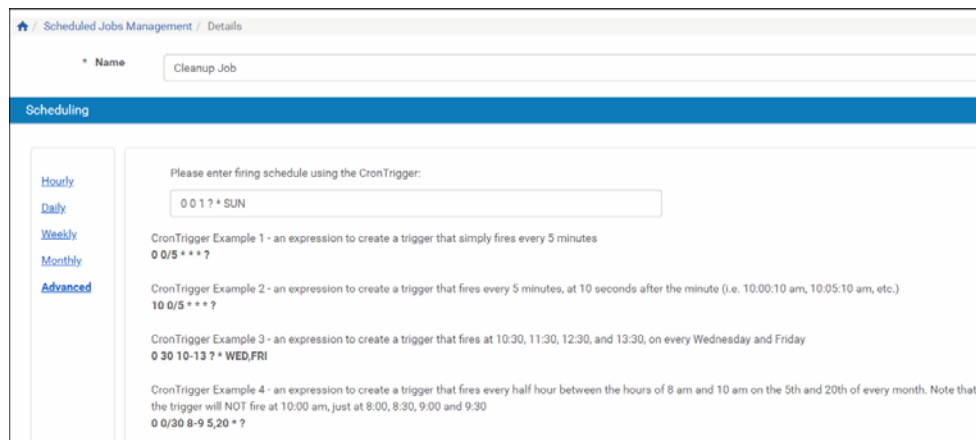 / Scheduled Jobs Management / Details
* Name
Cleanup Job
Scheduling
Hourly
Daily
Weekly
Monthly
Advanced
Please enter firing schedule using the CronTrigger:
0 0 1 ? * SUN
CronTrigger Example 1 - an expression to create a trigger that simply fires every 5 minutes
0 0/5 * * * ?
CronTrigger Example 2 - an expression to create a trigger that fires every 5 minutes, at 10 seconds after the minute (i.e. 10:00:10 am, 10:05:10 am, etc.)
10 0/5 * * * ?
CronTrigger Example 3 - an expression to create a trigger that fires at 10:30, 11:30, 12:30, and 13:30, on every Wednesday and Friday
0 30 10-13 ? * WED,FRI
CronTrigger Example 4 - an expression to create a trigger that fires every half hour between the hours of 8 am and 10 am on the 5th and 20th of every month. Note that
the trigger will NOT fire at 10:00 am, just at 8:00, 8:30, 9:00 and 9:30
0 0/30 8-9 5,20 * ?